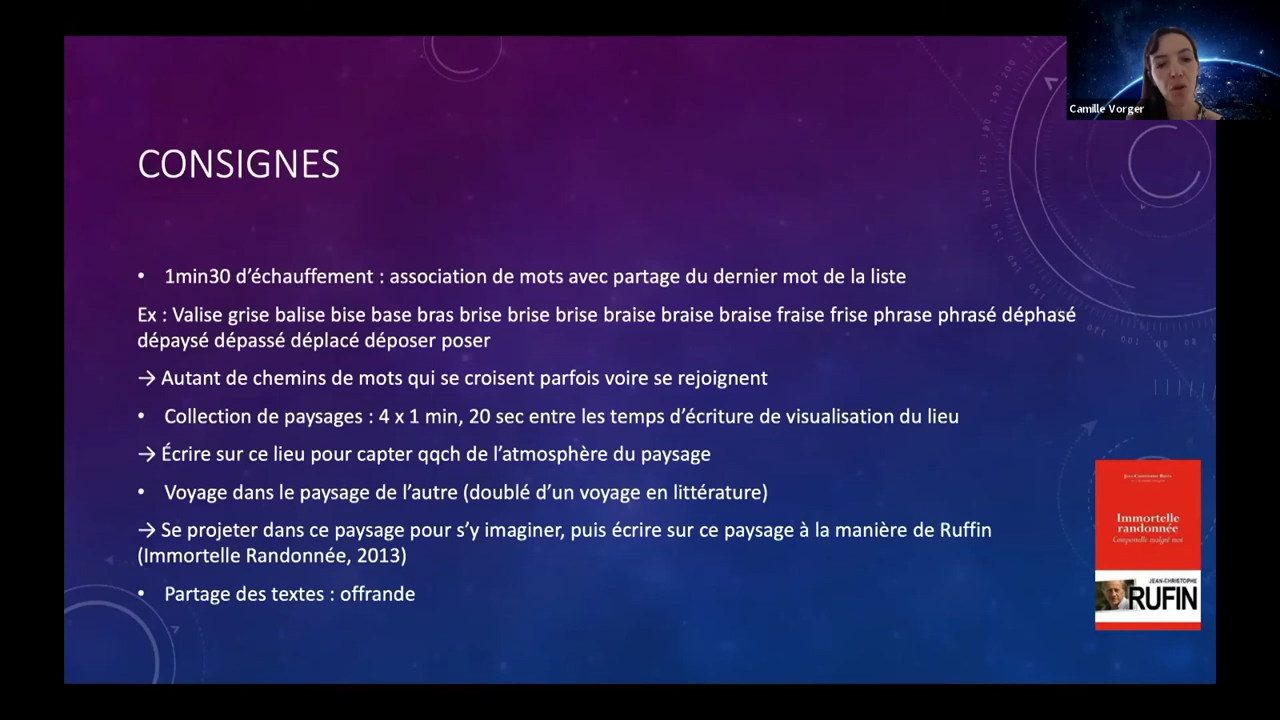 Camille Vorger
CONSIGNES
• 1min30 d’échauffement : association de mots avec partage du dernier mot de la liste
Ex : Valise grise balise bise base bras brise brise brise braise braise braise fraise frise phrase phrasé déphasé
dépaysé dépassé déplacé déposer poser
→ Autant de chemins de mots qui se croisent parfois voire se rejoignent
• Collection de paysages : 4 x 1 min, 20 sec entre les temps d’écriture de visualisation du lieu
→ Écrire sur ce lieu pour capter qqch de l’atmosphère du paysage
• Voyage dans le paysage de l’autre (doublé d’un voyage en littérature)
→ Se projeter dans ce paysage pour s’y imaginer, puis écrire sur ce paysage à la manière de Ruffin
(Immortelle Randonnée, 2013)
• Partage des textes : offrande
Immortelle
randonnée
Compostelle malgré moi
JEAN-CHRISTOPHE
RUFIN